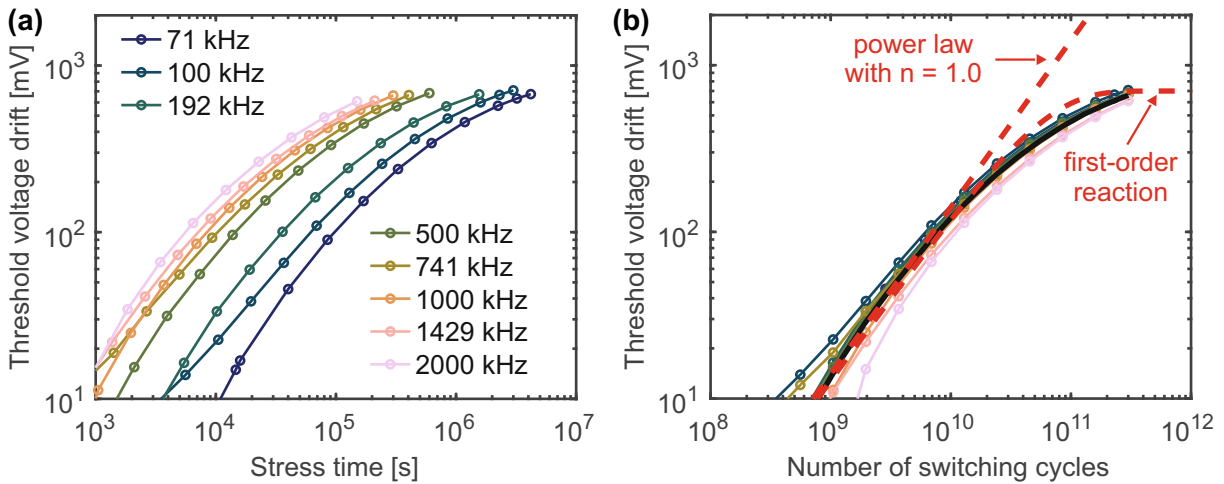 (a)
Threshold voltage drift [mV]
10³
10²
10¹
71 kHz
100 kHz
192 kHz
500 kHz
741 kHz
1000 kHz
1429 kHz
2000 kHz
10³ 10⁴ 10⁵ 10⁶ 10⁷
Stress time [s]
(b)
Threshold voltage drift [mV]
10³
10²
10¹
power law
with n = 1.0
first-order
reaction
10⁸ 10⁹ 10¹⁰ 10¹¹ 10¹²
Number of switching cycles